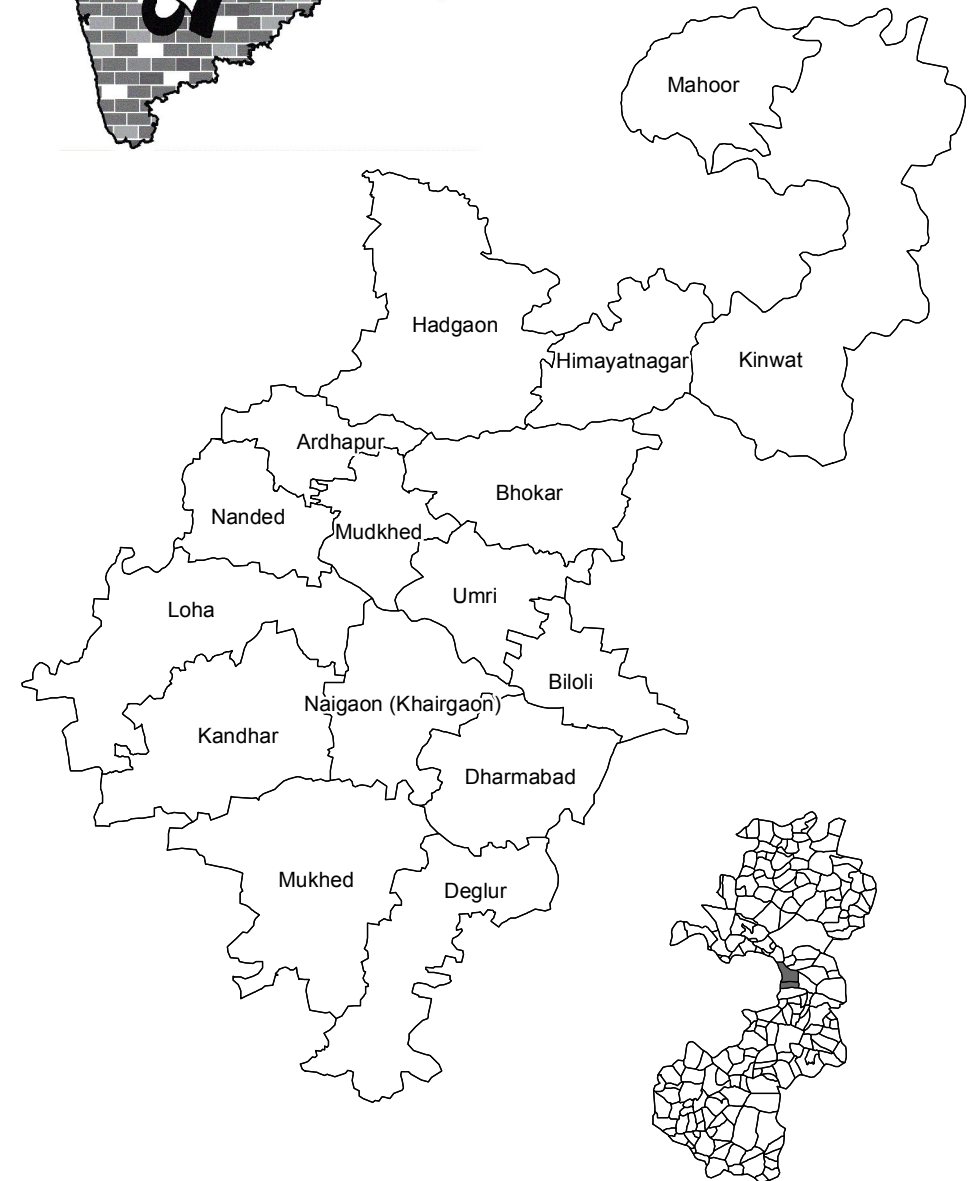 Mahoor
Hadgaon
Himayatnagar
Kinwat
Ardhapur
Bhokar
Nanded
Mudkhed
Umri
Loha
Biloli
Naigaon (Khairgaon)
Kandhar
Dharmabad
Mukhed
Deglur